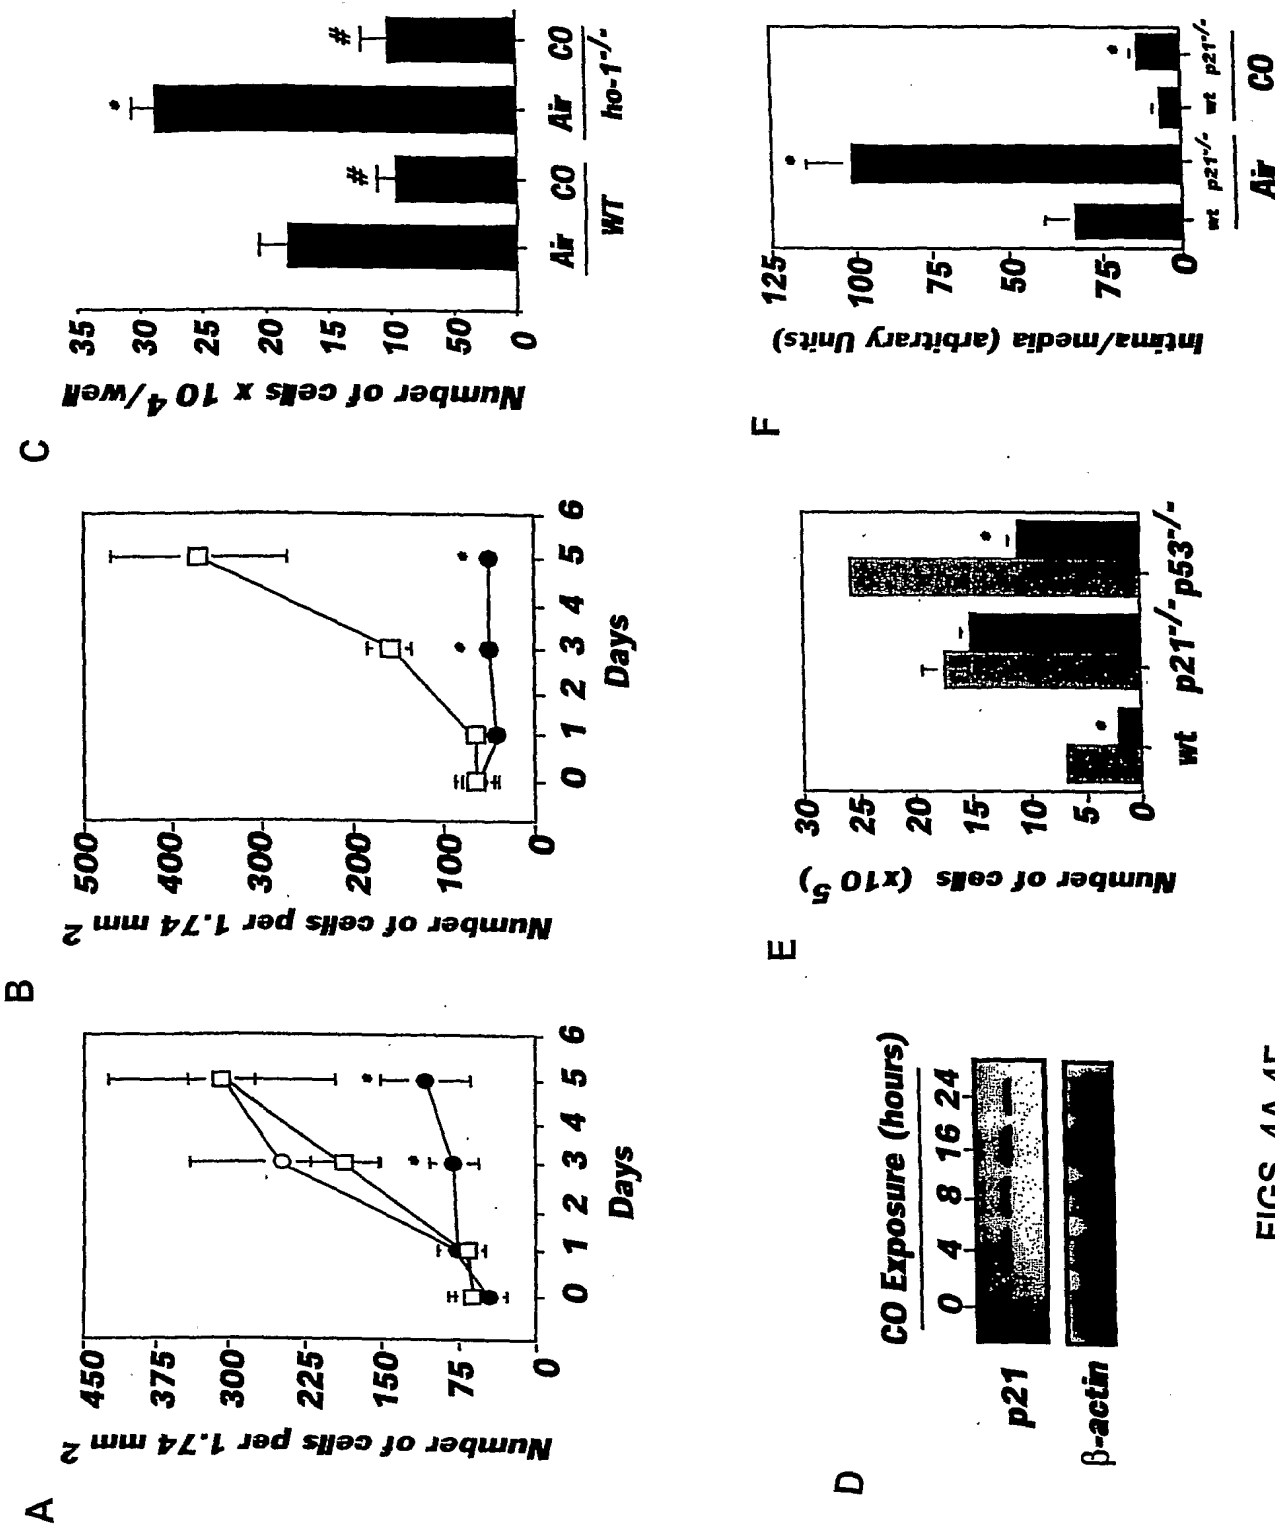 A
Number of cells per 1.74 mm 2
450
375
300
225
150
75
0
0 1 2 3 4 5 6
Days
*
*
B
Number of cells per 1.74 mm 2
500
400
300
200
100
0
0 1 2 3 4 5 6
Days
*
*
C
Number of cells x 10 4/well
35
30
25
20
15
10
50
0
#
*
#
Air CO Air CO
WT ho-1-/-
D
CO Exposure (hours)
0 4 8 16 24
p21
β-actin
E
Number of cells (x10 5)
30
25
20
15
10
5
0
*
*
wt p21-/- p53-/-
F
Intima/media (arbitrary Units)
125
100
75
50
75
0
*
*
wt p21-/- wt p21-/-
Air CO